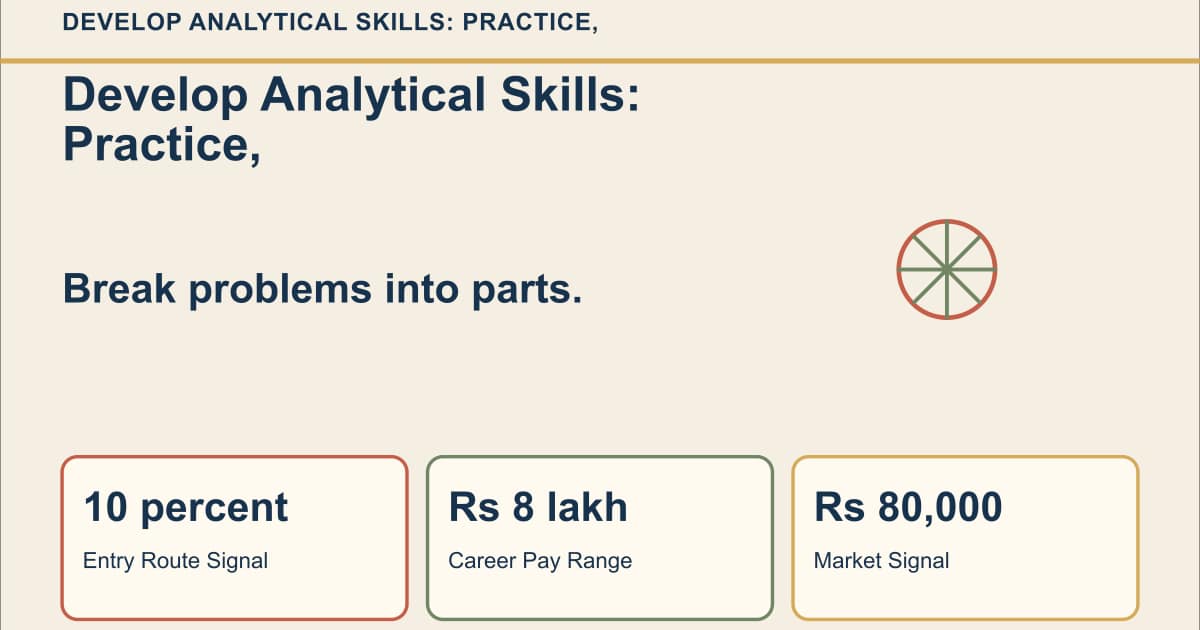 DEVELOP ANALYTICAL SKILLS: PRACTICE,
Develop Analytical Skills:
Practice,
Break problems into parts.
10 percent
Entry Route Signal
Rs 8 lakh
Career Pay Range
Rs 80,000
Market Signal